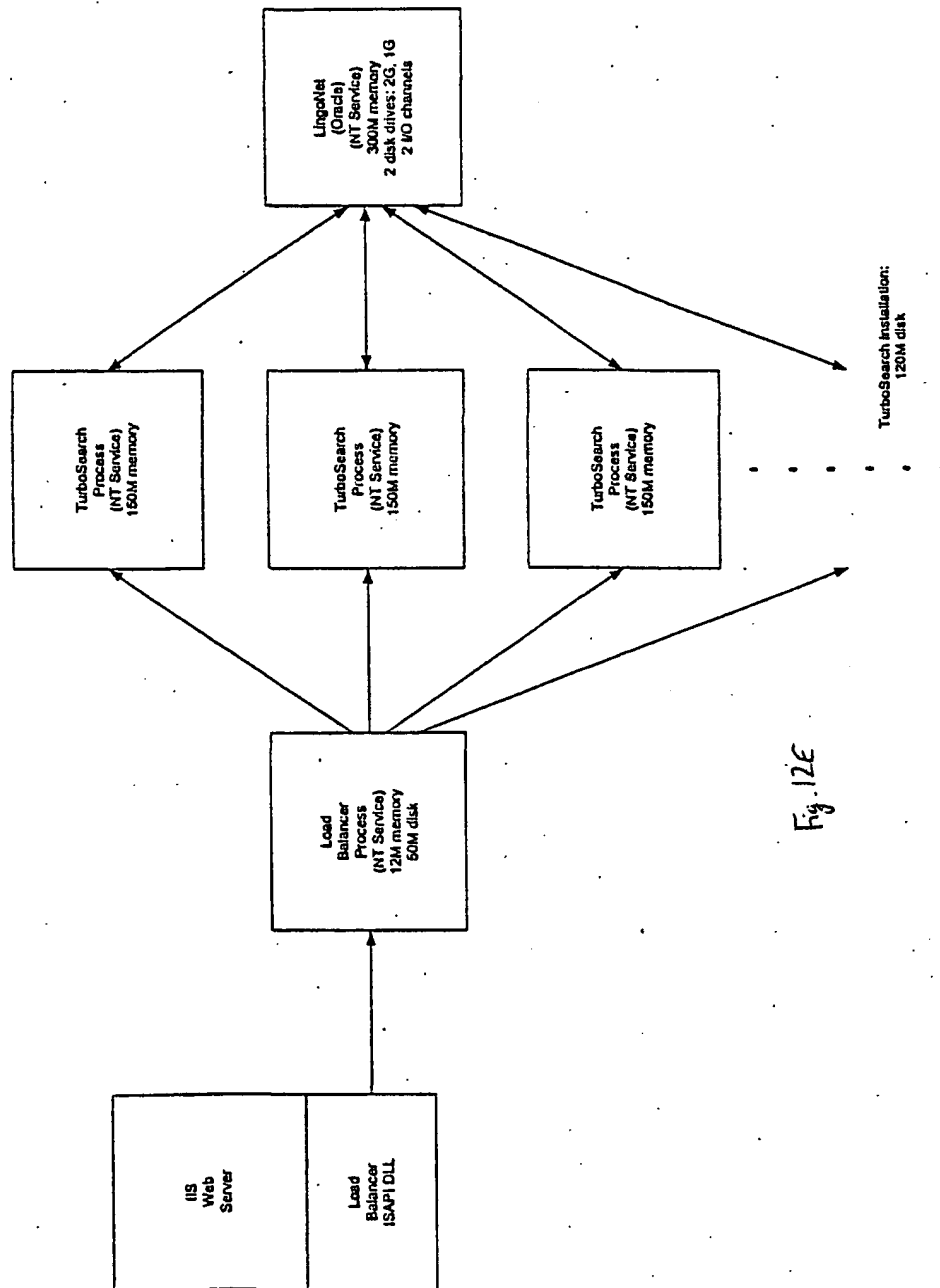 IIS
Web
Server
Load
Balancer
ISAPI DLL
Load
Balancer
Process
(NT Service)
12M memory
50M disk
TurboSearch
Process
(NT Service)
150M memory
TurboSearch
Process
(NT Service)
150M memory
TurboSearch
Process
(NT Service)
150M memory
TurboSearch Installation:
120M disk
LingoNet
(Oracle)
(NT Service)
300M memory
2 disk drives: 2G, 1G
2 I/O channels
Fig. 12E